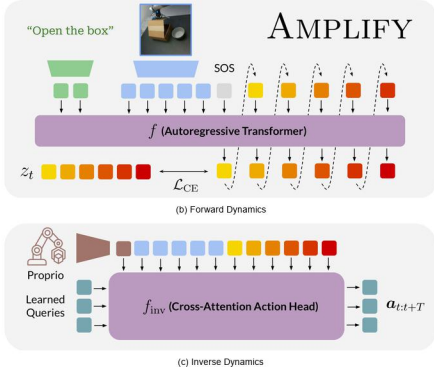 "Open the box"
AMPLIFY
SOS
f (Autoregressive Transformer)
z_t
L_CE
(b) Forward Dynamics
Proprio
Learned
Queries
f_inv (Cross-Attention Action Head)
a_{t:t+T}
(c) Inverse Dynamics